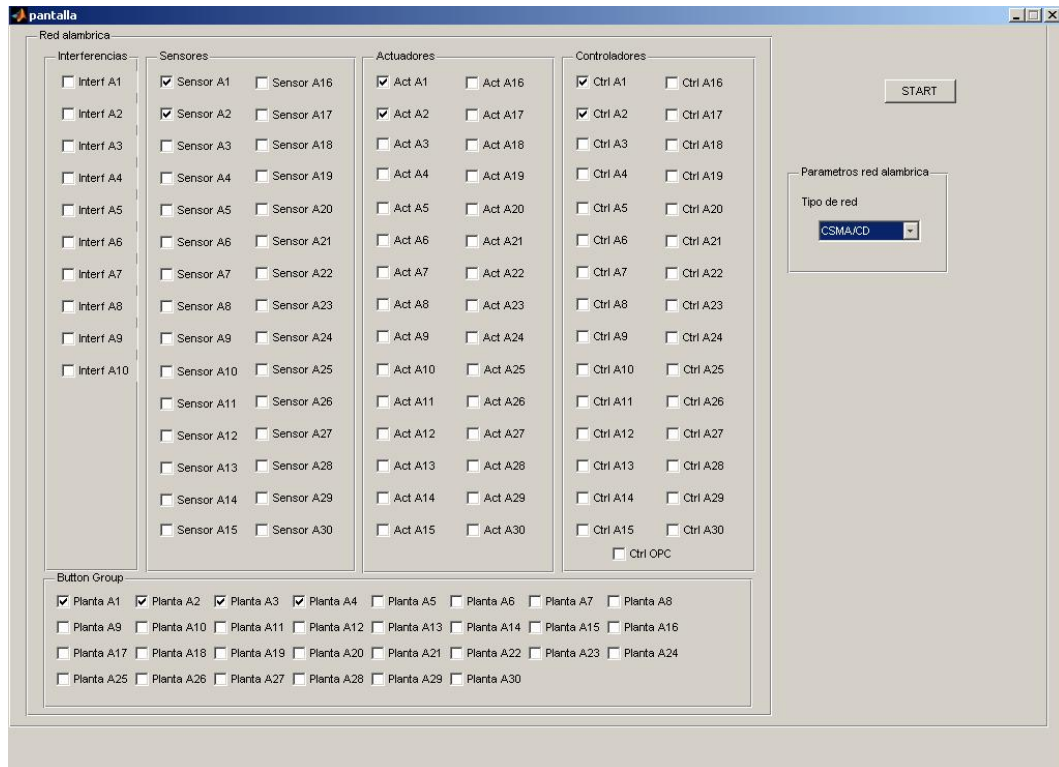 pantalla
Red alambrica
Interferencias Sensores Actuadores Controladores
Interf A1 Sensor A1 Sensor A16 Act A1 Act A16 Ctrl A1 Ctrl A16
START
Interf A2 Sensor A2 Sensor A17 Act A2 Act A17 Ctrl A2 Ctrl A17
Interf A3 Sensor A3 Sensor A18 Act A3 Act A18 Ctrl A3 Ctrl A18
Interf A4 Sensor A4 Sensor A19 Act A4 Act A19 Ctrl A4 Ctrl A19
Parametros red alambrica
Tipo de red
Interf A5 Sensor A5 Sensor A20 Act A5 Act A20 Ctrl A5 Ctrl A20
CSMA/CD
Interf A6 Sensor A6 Sensor A21 Act A6 Act A21 Ctrl A6 Ctrl A21
Interf A7 Sensor A7 Sensor A22 Act A7 Act A22 Ctrl A7 Ctrl A22
Interf A8 Sensor A8 Sensor A23 Act A8 Act A23 Ctrl A8 Ctrl A23
Interf A9 Sensor A9 Sensor A24 Act A9 Act A24 Ctrl A9 Ctrl A24
Interf A10 Sensor A10 Sensor A25 Act A10 Act A25 Ctrl A10 Ctrl A25
Sensor A11 Sensor A26 Act A11 Act A26 Ctrl A11 Ctrl A26
Sensor A12 Sensor A27 Act A12 Act A27 Ctrl A12 Ctrl A27
Sensor A13 Sensor A28 Act A13 Act A28 Ctrl A13 Ctrl A28
Sensor A14 Sensor A29 Act A14 Act A29 Ctrl A14 Ctrl A29
Sensor A15 Sensor A30 Act A15 Act A30 Ctrl A15 Ctrl A30
Ctrl OPC
Button Group
Planta A1 Planta A2 Planta A3 Planta A4 Planta A5 Planta A6 Planta A7 Planta A8
Planta A9 Planta A10 Planta A11 Planta A12 Planta A13 Planta A14 Planta A15 Planta A16
Planta A17 Planta A18 Planta A19 Planta A20 Planta A21 Planta A22 Planta A23 Planta A24
Planta A25 Planta A26 Planta A27 Planta A28 Planta A29 Planta A30